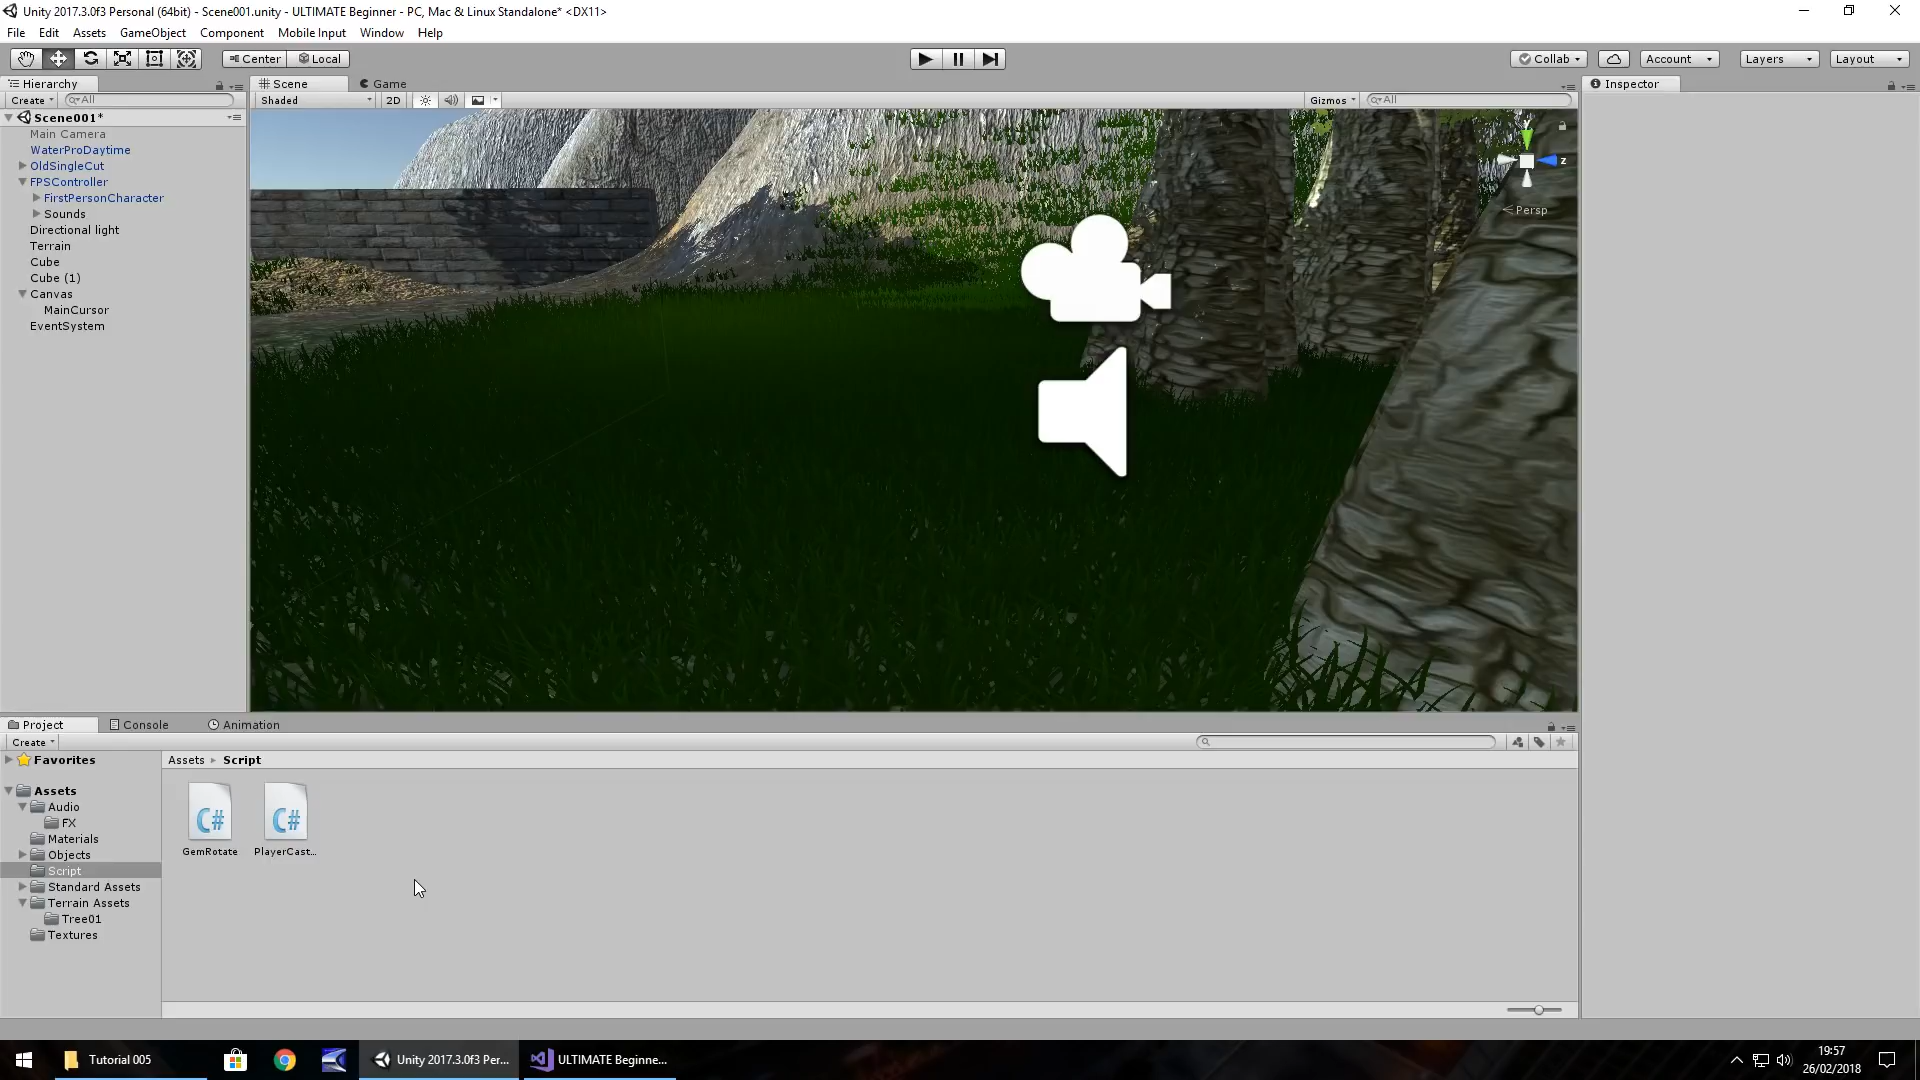 Unity 2017.3.0f3 Personal (64bit) - Scene001.unity - ULTIMATE Beginner - PC, Mac & Linux Standalone* <DX11>
File Edit Assets GameObject Component Mobile Input Window Help
Center Local
Collab Account Layers Layout
Hierarchy
Scene Game
Inspector
Create All
Shaded 2D
Gizmos All
Scene001*
Main Camera
WaterProDaytime
OldSingleCut
FPSController
FirstPersonCharacter
Sounds
Directional light
Terrain
Cube
Cube (1)
Canvas
MainCursor
EventSystem
y
z
Persp
Project Console Animation
Create
Favorites
Assets
Audio
FX
Materials
Objects
Script
Standard Assets
Terrain Assets
Tree01
Textures
Assets Script
C# C#
GemRotate PlayerCast...
Tutorial 005
Unity 2017.3.0f3 Per...
ULTIMATE Beginne...
19:57
26/02/2018